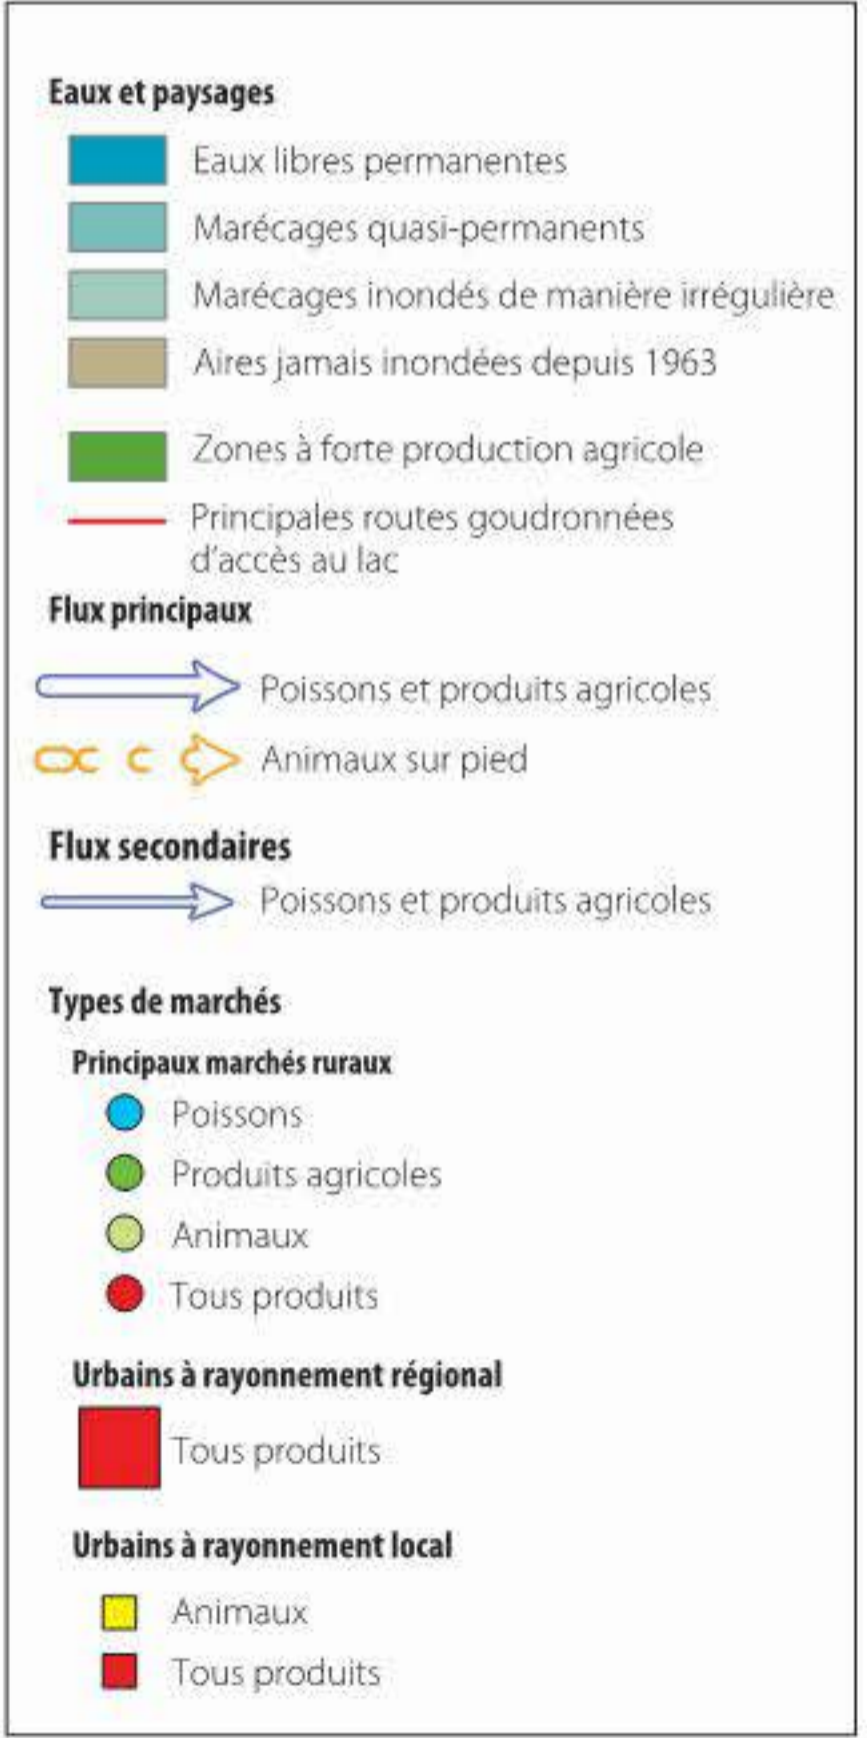 Eaux et paysages
Eaux libres permanentes
Marécages quasi-permanents
Marécages inondés de manière irrégulière
Aires jamais inondées depuis 1963
Zones à forte production agricole
Principales routes goudronnées
d'accès au lac
Flux principaux
Poissons et produits agricoles
Animaux sur pied
Flux secondaires
Poissons et produits agricoles
Types de marchés
Principaux marchés ruraux
Poissons
Produits agricoles
Animaux
Tous produits
Urbains à rayonnement régional
Tous produits
Urbains à rayonnement local
Animaux
Tous produits